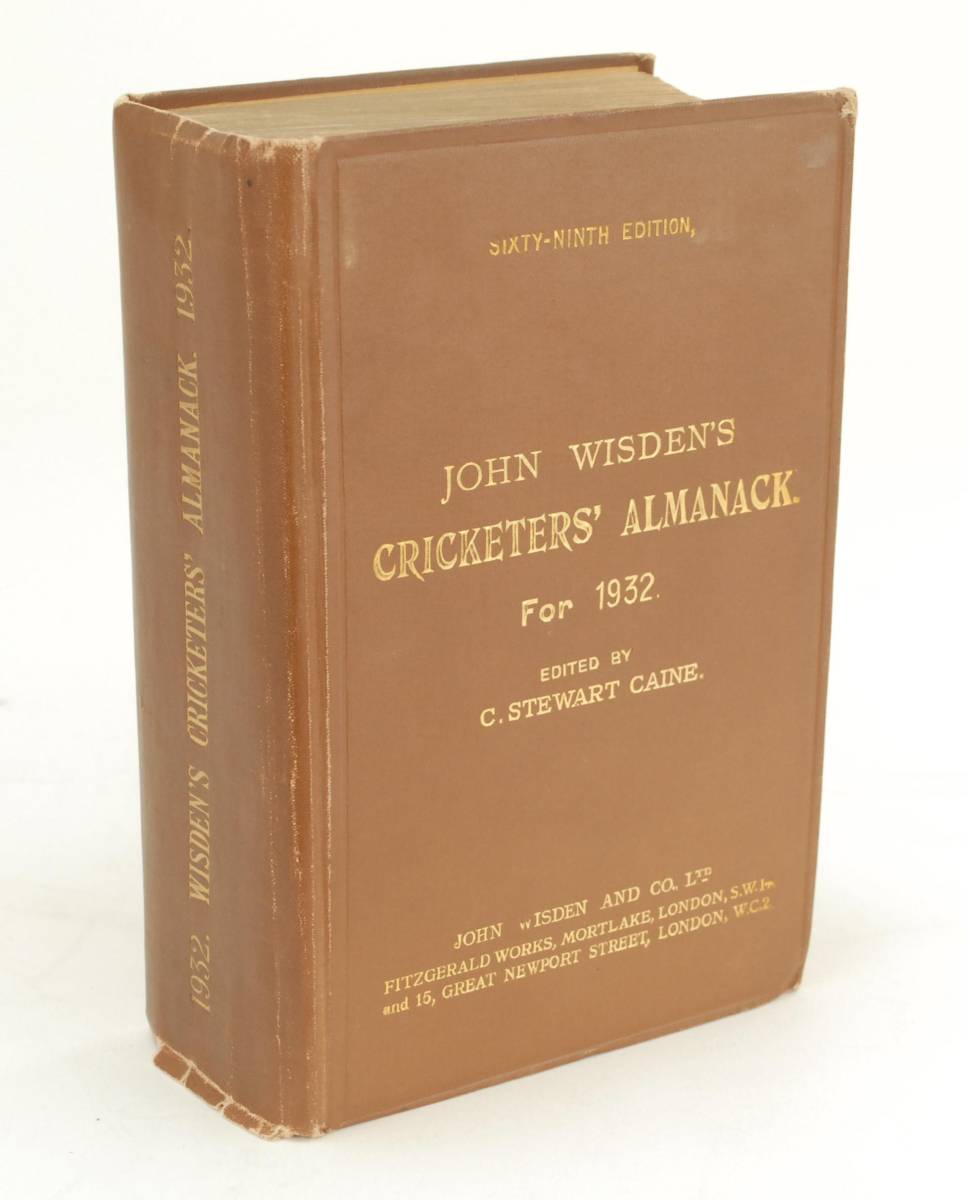 1932. WISDEN'S CRICKETERS' ALMANACK. 1932.
SIXTY-NINTH EDITION,
JOHN WISDEN'S
CRICKETERS' ALMANACK.
For 1932.
EDITED BY
C. STEWART CAINE.
JOHN WISDEN AND CO., LTD
FITZGERALD WORKS, MORTLAKE, LONDON, S.W.14.
and 15, GREAT NEWPORT STREET, LONDON, W.C.2.